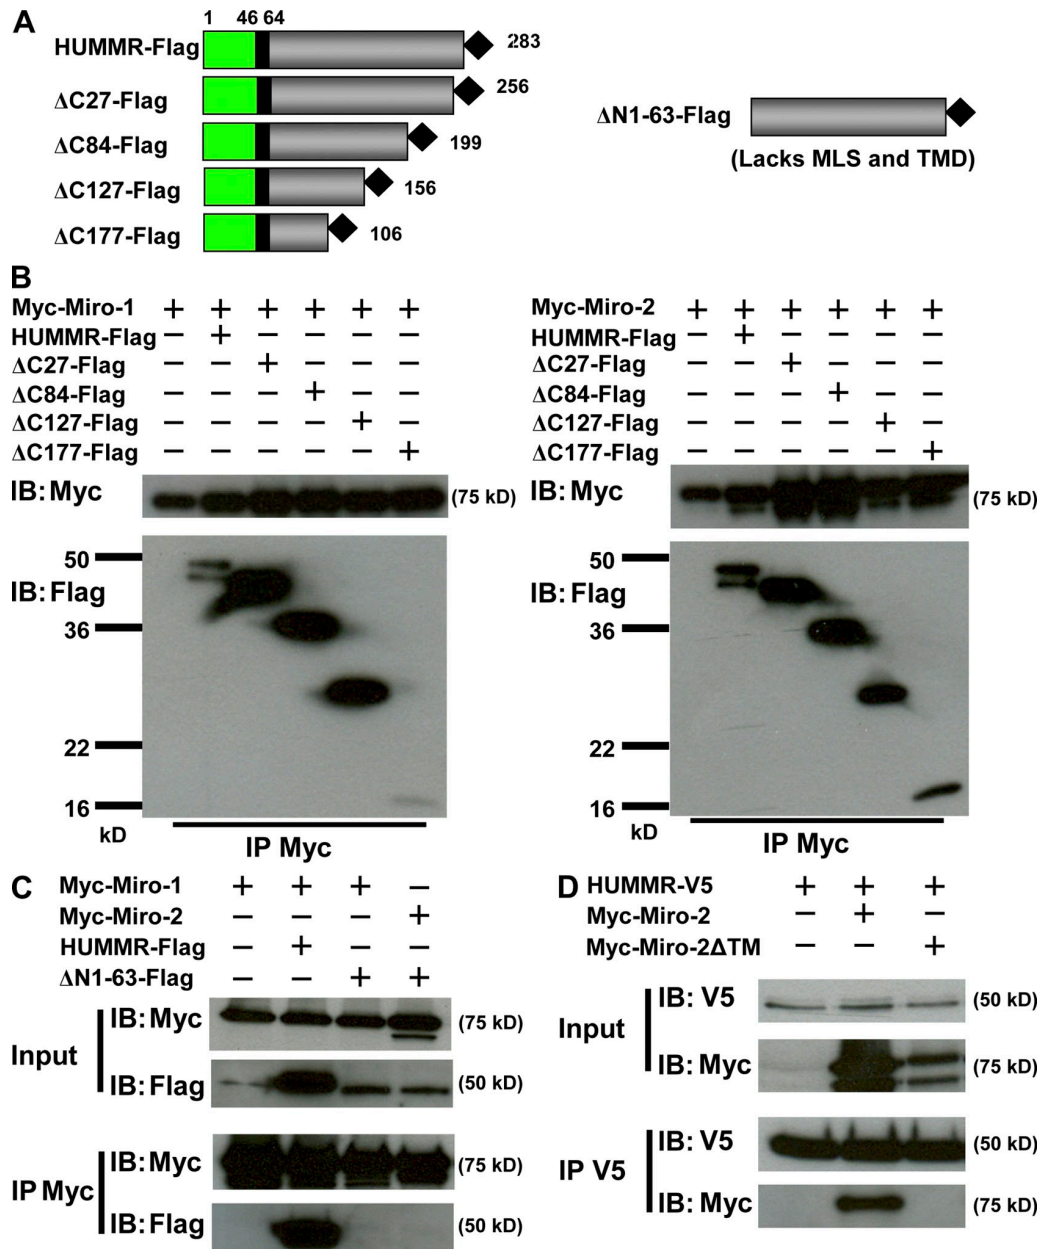 A
1 46 64
HUMMR-Flag 283
ΔC27-Flag 256
ΔC84-Flag 199
ΔC127-Flag 156
ΔC177-Flag 106
ΔN1-63-Flag
(Lacks MLS and TMD)
B
Myc-Miro-1 + + + + + +
HUMMR-Flag − + − − − −
ΔC27-Flag − − + − − −
ΔC84-Flag − − − + − −
ΔC127-Flag − − − − + −
ΔC177-Flag − − − − − +
IB: Myc (75 kD)
50
IB: Flag
36
22
16
kD
IP Myc
Myc-Miro-2 + + + + + +
HUMMR-Flag − + − − − −
ΔC27-Flag − − + − − −
ΔC84-Flag − − − + − −
ΔC127-Flag − − − − + −
ΔC177-Flag − − − − − +
IB: Myc (75 kD)
50
IB: Flag
36
22
16
kD
IP Myc
C
Myc-Miro-1 + + + −
Myc-Miro-2 − − − +
HUMMR-Flag − + − −
ΔN1-63-Flag − − + +
Input
IB: Myc (75 kD)
IB: Flag (50 kD)
IP Myc
IB: Myc (75 kD)
IB: Flag (50 kD)
D
HUMMR-V5 + + +
Myc-Miro-2 − + −
Myc-Miro-2ΔTM − − +
Input
IB: V5 (50 kD)
IB: Myc (75 kD)
IP V5
IB: V5 (50 kD)
IB: Myc (75 kD)